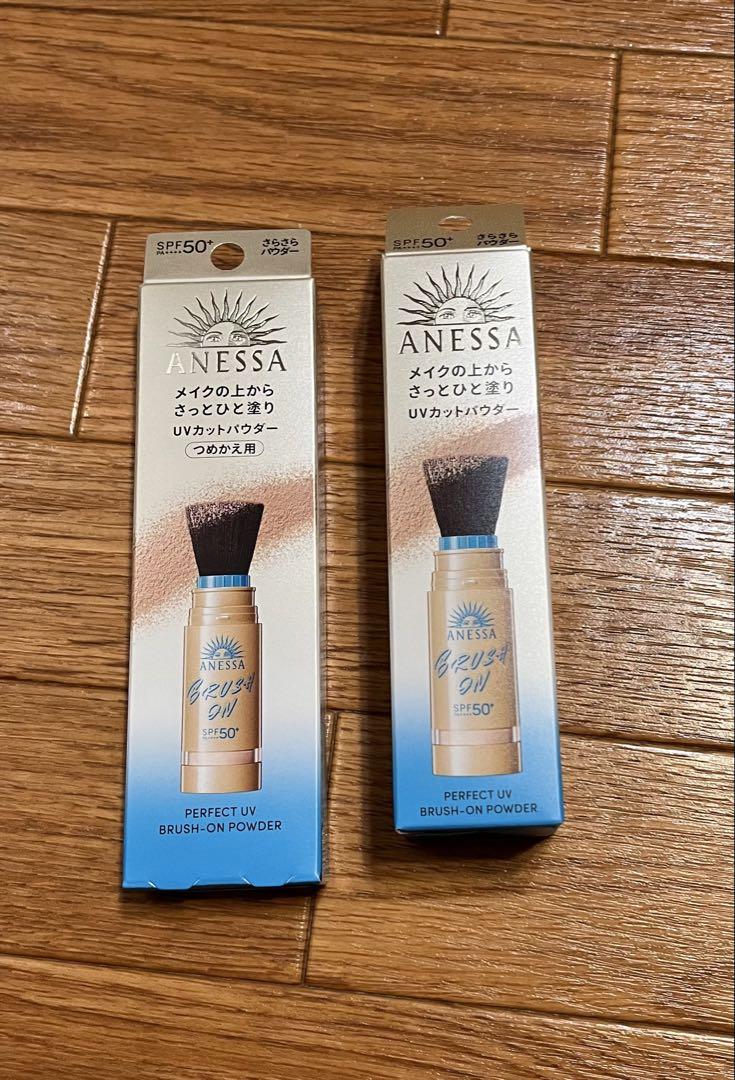 SPF50+
PA++++
さらさら
パウダー
ANESSA
メイクの上から
さっとひと塗り
UVカットパウダー
つめかえ用
ANESSA
BRUSH
ON
SPF50+
PA++++
PERFECT UV
BRUSH-ON POWDER
SPF50+
PA++++
さらさら
パウダー
ANESSA
メイクの上から
さっとひと塗り
UVカットパウダー
ANESSA
BRUSH
ON
SPF50+
PA++++
PERFECT UV
BRUSH-ON POWDER